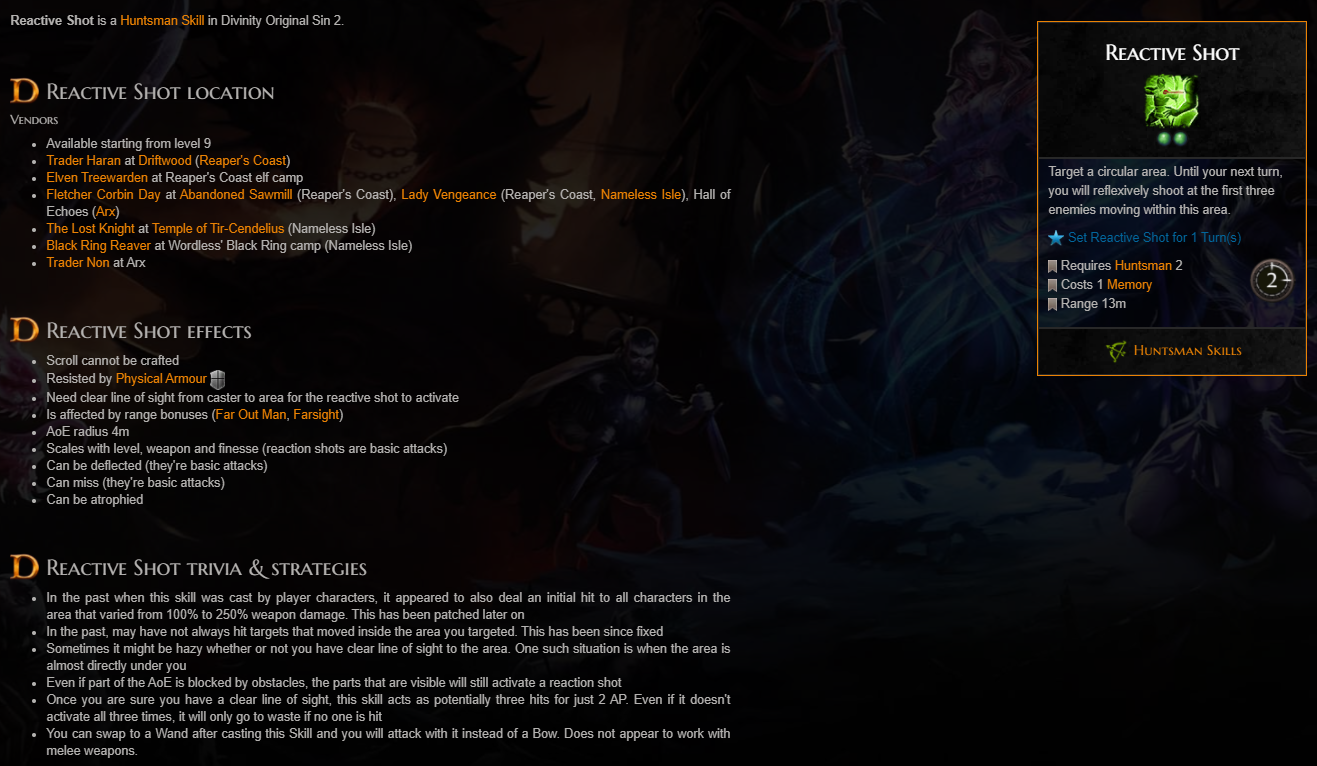 Reactive Shot is a Huntsman Skill in Divinity Original Sin 2.
D Reactive Shot location
Vendors
Available starting from level 9
Trader Haran at Driftwood (Reaper's Coast)
Elven Treewarden at Reaper's Coast elf camp
Fletcher Corbin Day at Abandoned Sawmill (Reaper's Coast), Lady Vengeance (Reaper's Coast, Nameless Isle), Hall of
Echoes (Arx)
The Lost Knight at Temple of Tir-Cendelius (Nameless Isle)
Black Ring Reaver at Wordless' Black Ring camp (Nameless Isle)
Trader Non at Arx
D Reactive Shot effects
Scroll cannot be crafted
Resisted by Physical Armour
Need clear line of sight from caster to area for the reactive shot to activate
Is affected by range bonuses (Far Out Man, Farsight)
AoE radius 4m
Scales with level, weapon and finesse (reaction shots are basic attacks)
Can be deflected (they're basic attacks)
Can miss (they're basic attacks)
Can be atrophied
D Reactive Shot trivia & strategies
In the past when this skill was cast by player characters, it appeared to also deal an initial hit to all characters in the
area that varied from 100% to 250% weapon damage. This has been patched later on
In the past, may have not always hit targets that moved inside the area you targeted. This has been since fixed
Sometimes it might be hazy whether or not you have clear line of sight to the area. One such situation is when the area is
almost directly under you
Even if part of the AoE is blocked by obstacles, the parts that are visible will still activate a reaction shot
Once you are sure you have a clear line of sight, this skill acts as potentially three hits for just 2 AP. Even if it doesn't
activate all three times, it will only go to waste if no one is hit
You can swap to a Wand after casting this Skill and you will attack with it instead of a Bow. Does not appear to work with
melee weapons.
Reactive Shot
Target a circular area. Until your next turn,
you will reflexively shoot at the first three
enemies moving within this area.
Set Reactive Shot for 1 Turn(s)
Requires Huntsman 2
Costs 1 Memory
Range 13m
2
Huntsman Skills